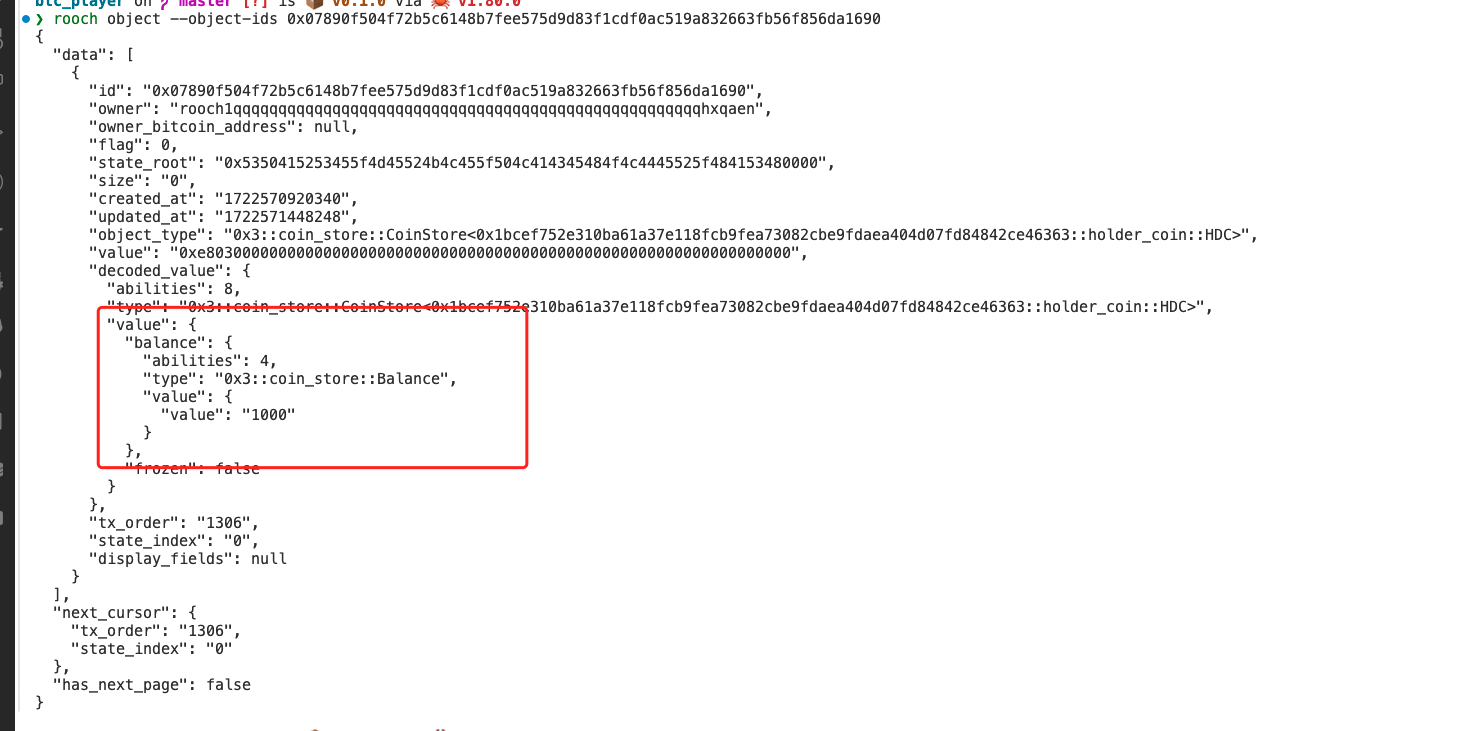 btc_player on master [?] is 📦 v0.1.0 via 🦀 v1.80.0
❯ rooch object --object-ids 0x07890f504f72b5c6148b7fee575d9d83f1cdf0ac519a832663fb56f856da1690
{
  "data": [
    {
      "id": "0x07890f504f72b5c6148b7fee575d9d83f1cdf0ac519a832663fb56f856da1690",
      "owner": "rooch1qqqqqqqqqqqqqqqqqqqqqqqqqqqqqqqqqqqqqqqqqqqqqqqqqqqqhxqaen",
      "owner_bitcoin_address": null,
      "flag": 0,
      "state_root": "0x5350415253455f4d45524b4c455f504c414345484f4c4445525f484153480000",
      "size": "0",
      "created_at": "1722570920340",
      "updated_at": "1722571448248",
      "object_type": "0x3::coin_store::CoinStore<0x1bcef752e310ba61a37e118fcb9fea73082cbe9fdaea404d07fd84842ce46363::holder_coin::HDC>",
      "value": "0xe803000000000000000000000000000000000000000000000000000000000000000",
      "decoded_value": {
        "abilities": 8,
        "type": "0x3::coin_store::CoinStore<0x1bcef752e310ba61a37e118fcb9fea73082cbe9fdaea404d07fd84842ce46363::holder_coin::HDC>",
        "value": {
          "balance": {
            "abilities": 4,
            "type": "0x3::coin_store::Balance",
            "value": {
              "value": "1000"
            }
          },
          "frozen": false
        }
      },
      "tx_order": "1306",
      "state_index": "0",
      "display_fields": null
    }
  ],
  "next_cursor": {
    "tx_order": "1306",
    "state_index": "0"
  },
  "has_next_page": false
}